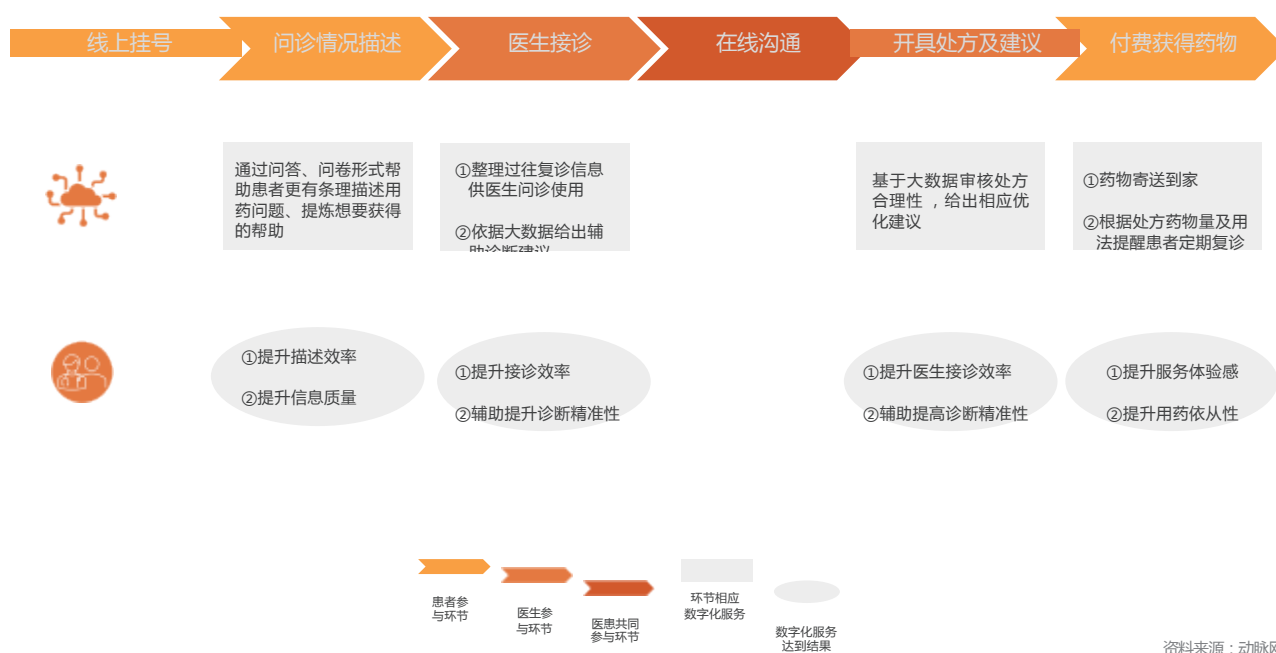 线上挂号
问诊情况描述
医生接诊
在线沟通
开具处方及建议
付费获得药物
通过问答、问卷形式帮
助患者更有条理描述用
药问题、提炼想要获得
的帮助
①整理过往复诊信息
供医生问诊使用
②依据大数据给出辅
助诊断建议
基于大数据审核处方
合理性，给出相应优
化建议
①药物寄送到家
②根据处方药物量及用
法提醒患者定期复诊
①提升描述效率
②提升信息质量
①提升接诊效率
②辅助提升诊断精准性
①提升医生接诊效率
②辅助提高诊断精准性
①提升服务体验感
②提升用药依从性
患者参
与环节
医生参
与环节
医患共同
参与环节
环节相应
数字化服务
数字化服务
达到结果
资料来源：动脉网